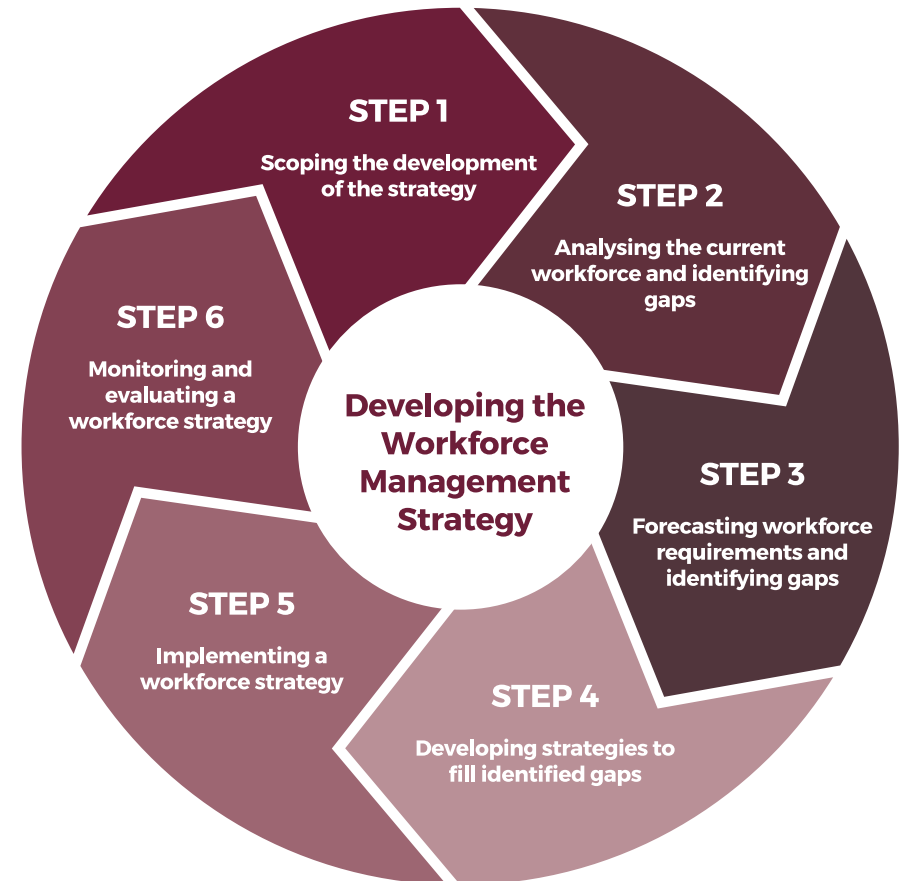 STEP 1
Scoping the development
of the strategy
STEP 2
Analysing the current
workforce and identifying
gaps
STEP 3
Forecasting workforce
requirements and
identifying gaps
STEP 4
Developing strategies to
fill identified gaps
STEP 5
Implementing a
workforce strategy
STEP 6
Monitoring and
evaluating a
workforce strategy
Developing the
Workforce
Management
Strategy